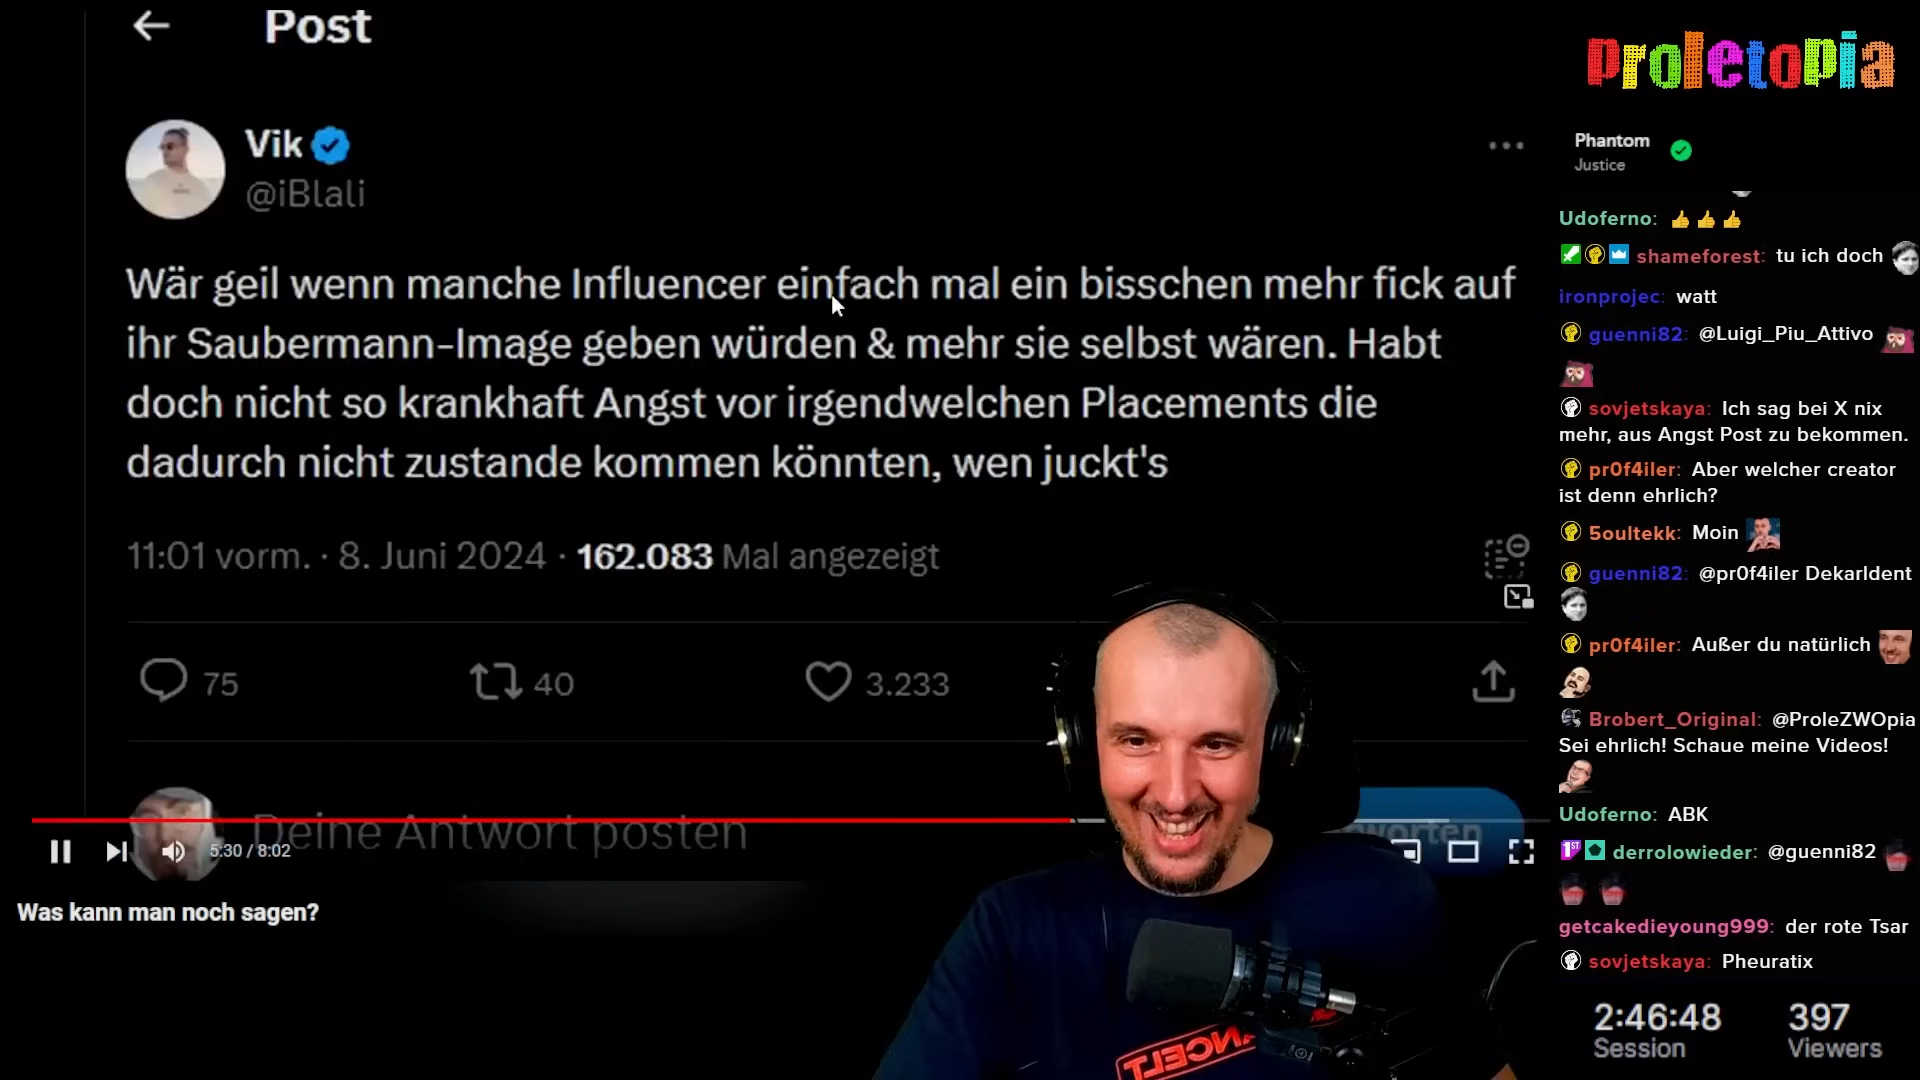 Post
Vik
@iBlali
Wär geil wenn manche Influencer einfach mal ein bisschen mehr fick auf
ihr Saubermann-Image geben würden & mehr sie selbst wären. Habt
doch nicht so krankhaft Angst vor irgendwelchen Placements die
dadurch nicht zustande kommen könnten, wen juckt's
11:01 vorm. · 8. Juni 2024 · 162.083 Mal angezeigt
75 40 3.233
Deine Antwort posten
5:30 / 8:02
Was kann man noch sagen?
Proletopia
Phantom
Justice
Udoferno: 👍👍👍
shameforest: tu ich doch
ironprojec: watt
guenni82: @Luigi_Piu_Attivo
sovjetskaya: Ich sag bei X nix
mehr, aus Angst Post zu bekommen.
pr0f4iler: Aber welcher creator
ist denn ehrlich?
5oultekk: Moin
guenni82: @pr0f4iler DekarIdent
pr0f4iler: Außer du natürlich
Brobert_Original: @ProleZWOpia
Sei ehrlich! Schaue meine Videos!
Udoferno: ABK
1ST derrolowieder: @guenni82
getcakedieyoung999: der rote Tsar
sovjetskaya: Pheuratix
2:46:48 397
Session Viewers